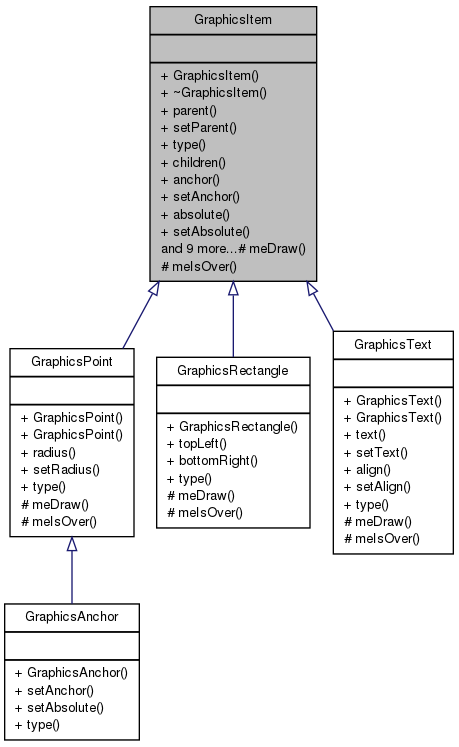 GraphicsItem
+ GraphicsItem()
+ ~GraphicsItem()
+ parent()
+ setParent()
+ type()
+ children()
+ anchor()
+ setAnchor()
+ absolute()
+ setAbsolute()
and 9 more...# meDraw()
# meIsOver()
GraphicsPoint
+ GraphicsPoint()
+ GraphicsPoint()
+ radius()
+ setRadius()
+ type()
# meDraw()
# meIsOver()
GraphicsRectangle
+ GraphicsRectangle()
+ topLeft()
+ bottomRight()
+ type()
# meDraw()
# meIsOver()
GraphicsText
+ GraphicsText()
+ GraphicsText()
+ text()
+ setText()
+ align()
+ setAlign()
+ type()
# meDraw()
# meIsOver()
GraphicsAnchor
+ GraphicsAnchor()
+ setAnchor()
+ setAbsolute()
+ type()